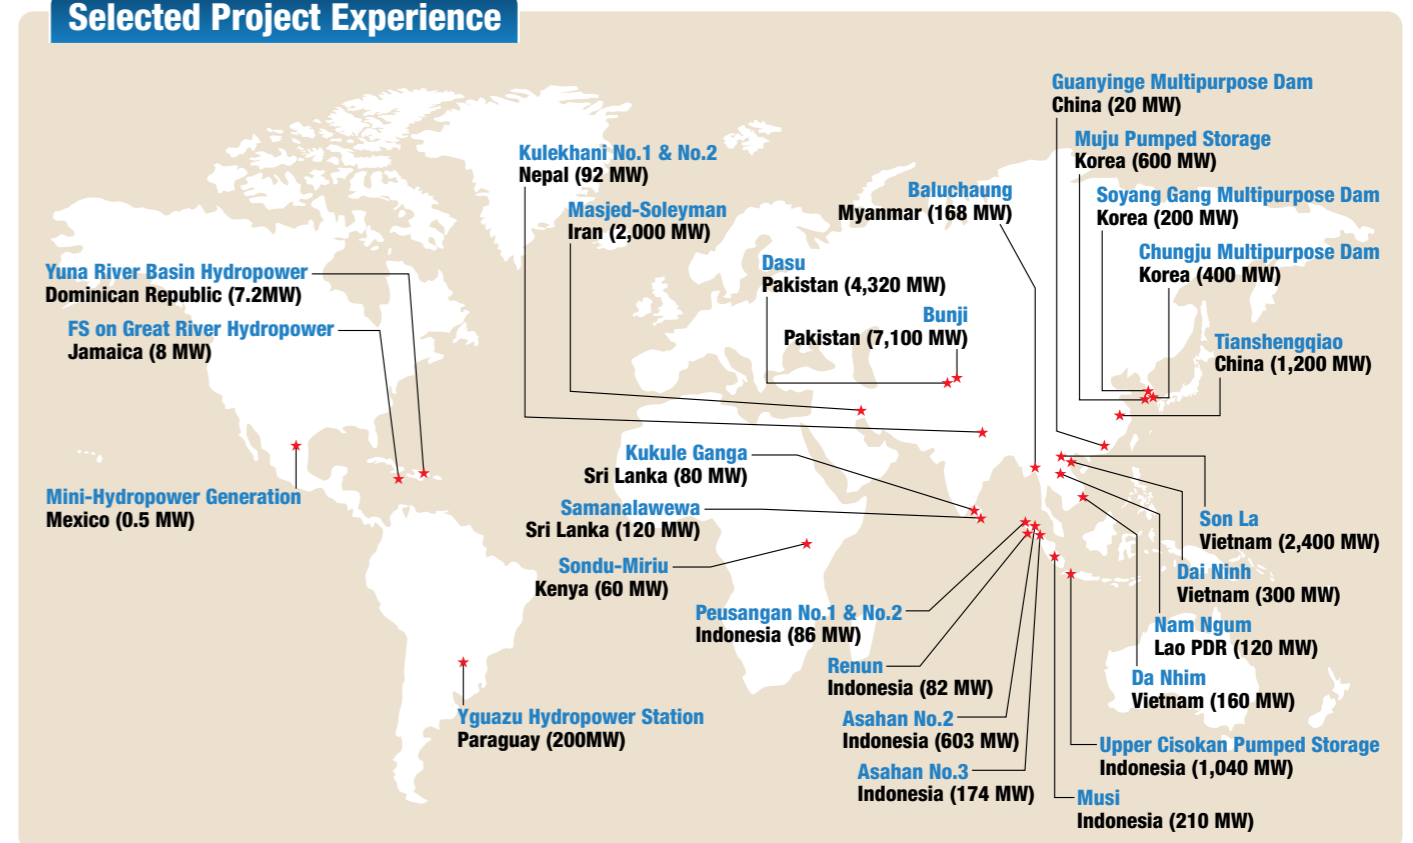 Selected Project Experience
Guanyinge Multipurpose Dam
China (20 MW)
Muju Pumped Storage
Korea (600 MW)
Kulekhani No.1 & No.2
Nepal (92 MW)
Baluchaung
Myanmar (168 MW)
Soyang Gang Multipurpose Dam
Korea (200 MW)
Masjed-Soleyman
Iran (2,000 MW)
Chungju Multipurpose Dam
Korea (400 MW)
Dasu
Pakistan (4,320 MW)
Yuna River Basin Hydropower
Dominican Republic (7.2MW)
Bunji
Pakistan (7,100 MW)
FS on Great River Hydropower
Jamaica (8 MW)
Tianshengqiao
China (1,200 MW)
Kukule Ganga
Sri Lanka (80 MW)
Mini-Hydropower Generation
Mexico (0.5 MW)
Samanalawewa
Sri Lanka (120 MW)
Son La
Vietnam (2,400 MW)
Sondu-Miriu
Kenya (60 MW)
Dai Ninh
Vietnam (300 MW)
Peusangan No.1 & No.2
Indonesia (86 MW)
Nam Ngum
Lao PDR (120 MW)
Renun
Indonesia (82 MW)
Da Nhim
Vietnam (160 MW)
Yguazu Hydropower Station
Paraguay (200MW)
Asahan No.2
Indonesia (603 MW)
Upper Cisokan Pumped Storage
Indonesia (1,040 MW)
Asahan No.3
Indonesia (174 MW)
Musi
Indonesia (210 MW)